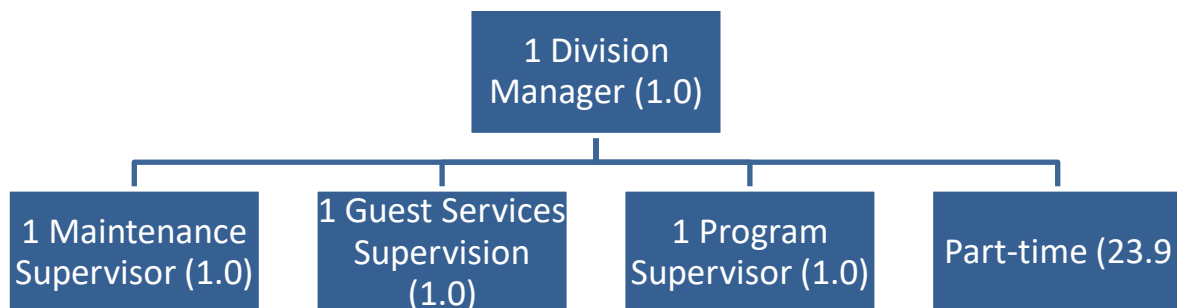 1 Division
Manager (1.0)
1 Maintenance
Supervisor (1.0)
1 Guest Services
Supervision
(1.0)
1 Program
Supervisor (1.0)
Part-time (23.9